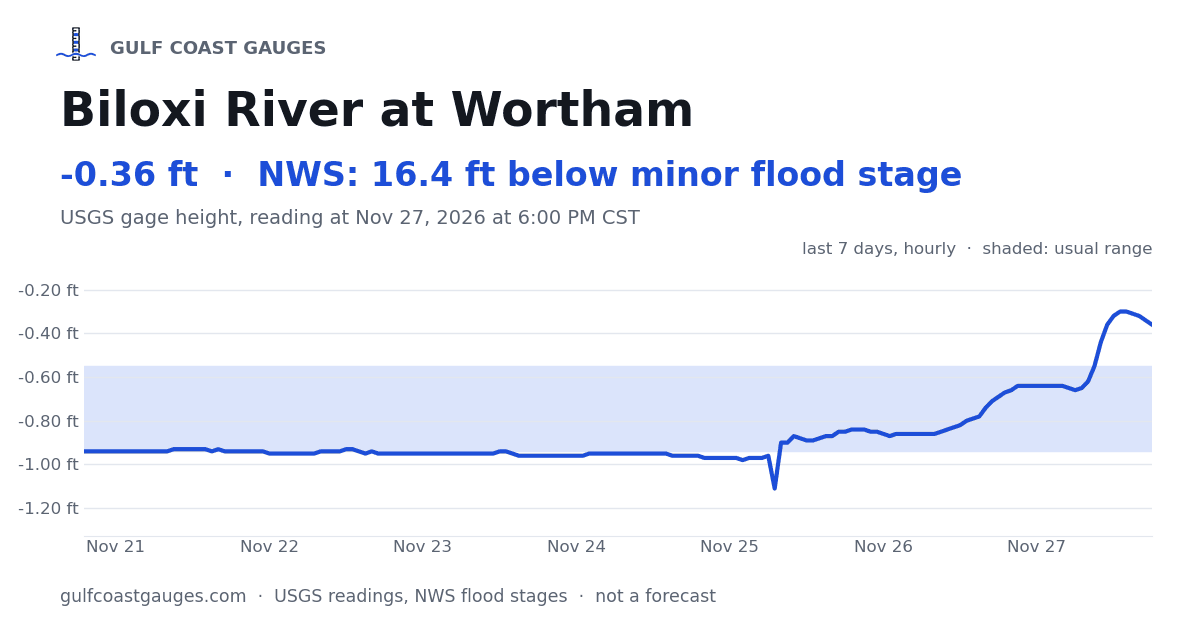 GULF COAST GAUGES
Biloxi River at Wortham
-0.36 ft · NWS: 16.4 ft below minor flood stage
USGS gage height, reading at Nov 27, 2026 at 6:00 PM CST
last 7 days, hourly · shaded: usual range
-0.20 ft
-0.40 ft
-0.60 ft
-0.80 ft
-1.00 ft
-1.20 ft
Nov 21 Nov 22 Nov 23 Nov 24 Nov 25 Nov 26 Nov 27
gulfcoastgauges.com · USGS readings, NWS flood stages · not a forecast